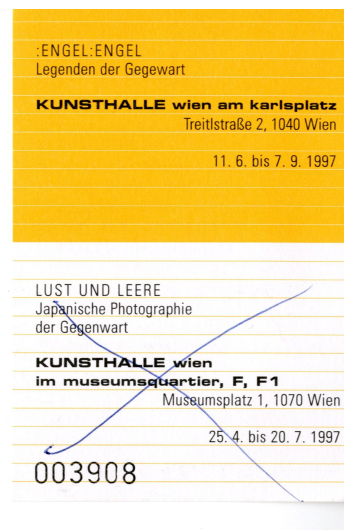 :ENGEL:ENGEL
Legenden der Gegewart
KUNSTHALLE wien am karlsplatz
Treitlstraße 2, 1040 Wien
11. 6. bis 7. 9. 1997
LUST UND LEERE
Japanische Photographie
der Gegenwart
KUNSTHALLE wien
im museumsquartier, F, F1
Museumsplatz 1, 1070 Wien
25. 4. bis 20. 7. 1997
003908